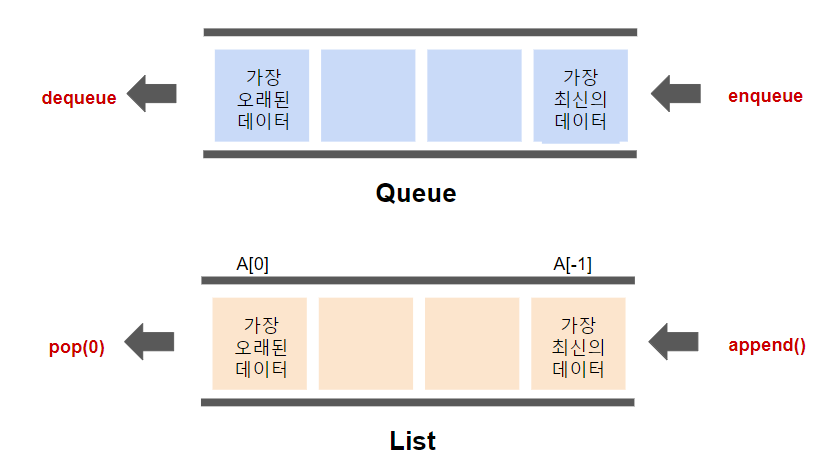 가장
오래된
데이터
가장
최신의
데이터
dequeue
enqueue
Queue
A[0]
A[-1]
가장
오래된
데이터
가장
최신의
데이터
pop(0)
append()
List